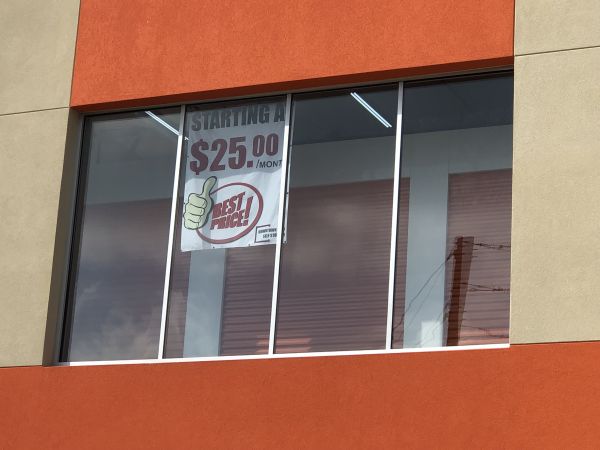 STARTING A
$25.00
/MONT
BEST
PRICE!